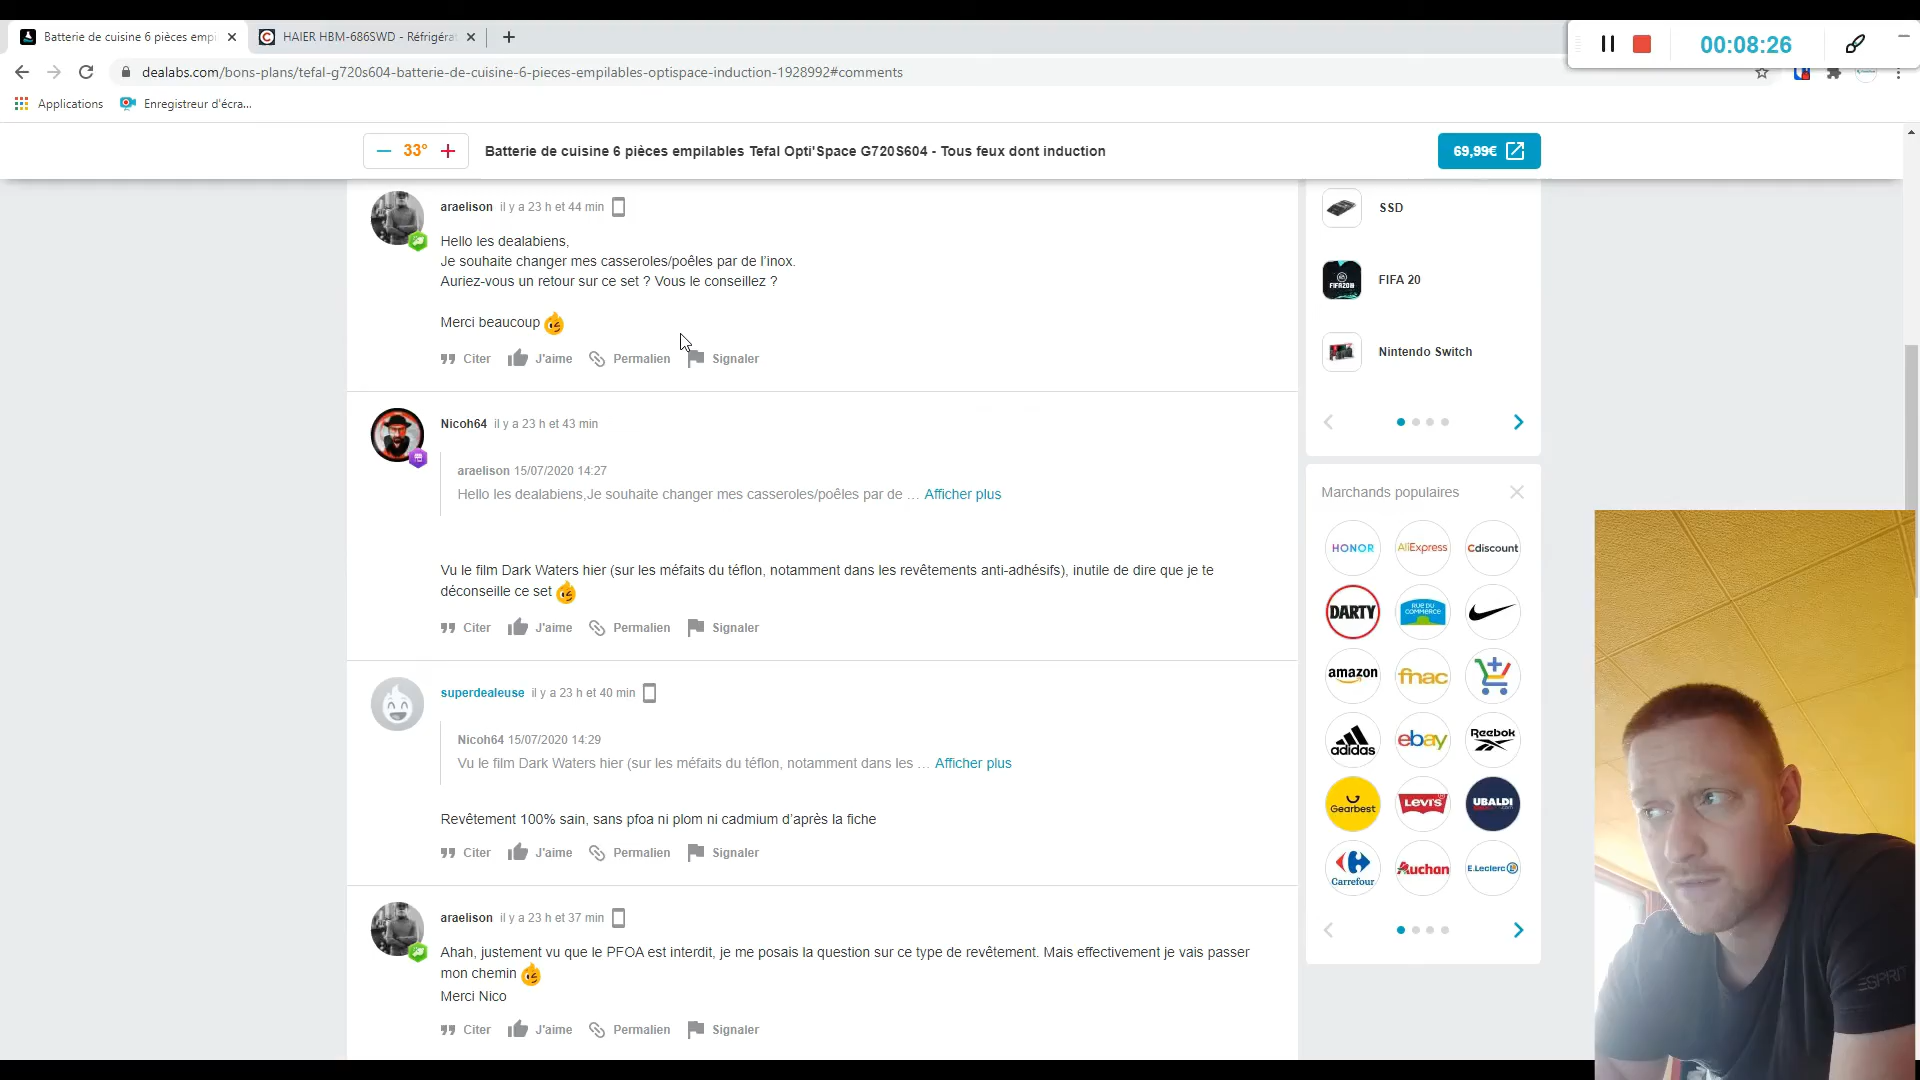 Batterie de cuisine 6 pièces empi
HAIER HBM-686SWD - Réfrigéra
00:08:26
dealabs.com/bons-plans/tefal-g720s604-batterie-de-cuisine-6-pieces-empilables-optispace-induction-1928992#comments
Applications
Enregistreur d'écra...
33°
Batterie de cuisine 6 pièces empilables Tefal Opti'Space G720S604 - Tous feux dont induction
69,99€
araelison il y a 23 h et 44 min
Hello les dealabiens,
Je souhaite changer mes casseroles/poêles par de l'inox.
Auriez-vous un retour sur ce set ? Vous le conseillez ?
Merci beaucoup
Citer J'aime Permalien Signaler
Nicoh64 il y a 23 h et 43 min
araelison 15/07/2020 14:27
Hello les dealabiens,Je souhaite changer mes casseroles/poêles par de … Afficher plus
Vu le film Dark Waters hier (sur les méfaits du téflon, notamment dans les revêtements anti-adhésifs), inutile de dire que je te
déconseille ce set
Citer J'aime Permalien Signaler
superdealeuse il y a 23 h et 40 min
Nicoh64 15/07/2020 14:29
Vu le film Dark Waters hier (sur les méfaits du téflon, notamment dans les … Afficher plus
Revêtement 100% sain, sans pfoa ni plom ni cadmium d'après la fiche
Citer J'aime Permalien Signaler
araelison il y a 23 h et 37 min
Ahah, justement vu que le PFOA est interdit, je me posais la question sur ce type de revêtement. Mais effectivement je vais passer
mon chemin
Merci Nico
Citer J'aime Permalien Signaler
SSD
FIFA 20
Nintendo Switch
Marchands populaires
HONOR AliExpress Cdiscount
DARTY RUE DU COMMERCE
amazon fnac
adidas ebay Reebok
Gearbest LEVI'S UBALDI.com
Carrefour Auchan E.Leclerc
ESPRIT